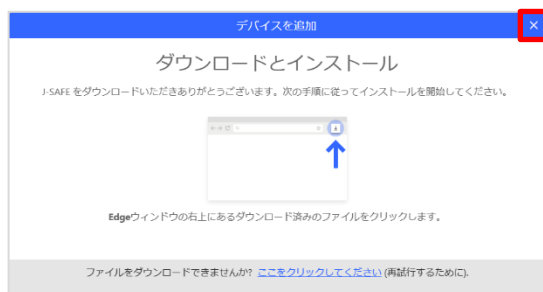 デバイスを追加
ダウンロードとインストール
J-SAFE をダウンロードいただきありがとうございます。次の手順に従ってインストールを開始してください。
Edgeウィンドウの右上にあるダウンロード済みのファイルをクリックします。
ファイルをダウンロードできませんか? ここをクリックしてください (再試行するために).